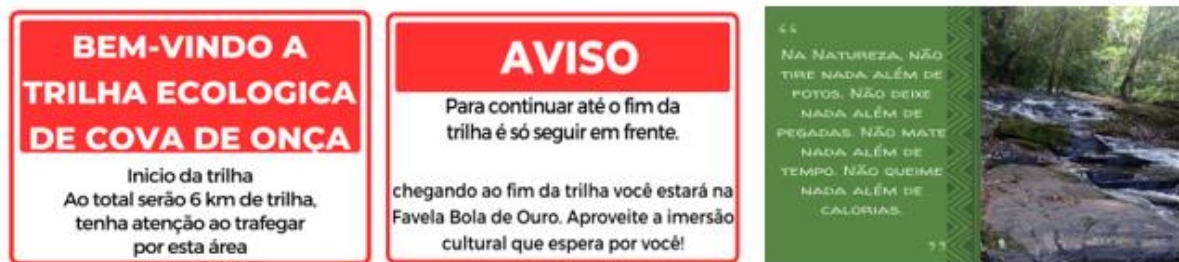 BEM-VINDO A
TRILHA ECOLOGICA
DE COVA DE ONÇA
Inicio da trilha
Ao total serão 6 km de trilha,
tenha atenção ao trafegar
por esta área
AVISO
Para continuar até o fim da
trilha é só seguir em frente.
chegando ao fim da trilha você estará na
Favela Bola de Ouro. Aproveite a imersão
cultural que espera por você!
“
NA NATUREZA, NÃO
TIRE NADA ALÉM DE
FOTOS. NÃO DEIXE
NADA ALÉM DE
PEGADAS. NÃO MATE
NADA ALÉM DE
TEMPO. NÃO QUEIME
NADA ALÉM DE
CALORIAS.
”